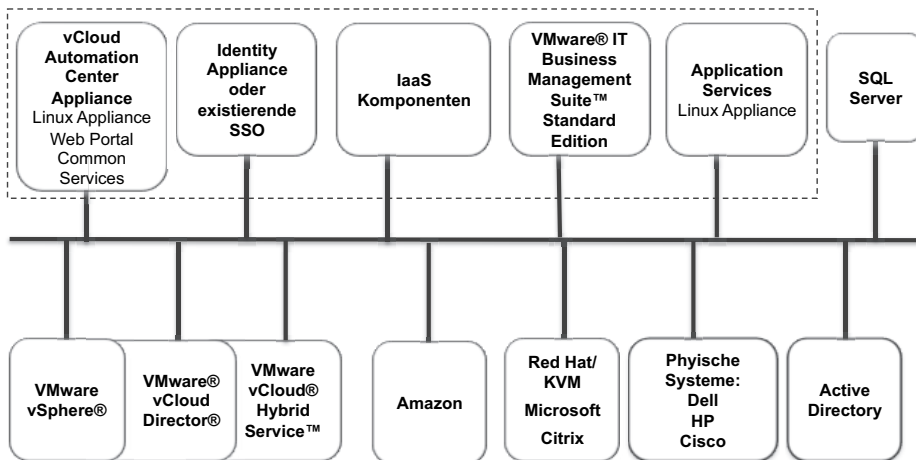 vCloud
Automation
Center
Appliance
Linux Appliance
Web Portal
Common
Services
Identity
Appliance
oder
existierende
SSO
IaaS
Komponenten
VMware® IT
Business
Management
Suite™
Standard
Edition
Application
Services
Linux Appliance
SQL
Server
VMware
vSphere®
VMware®
vCloud
Director®
VMware
vCloud®
Hybrid
Service™
Amazon
Red Hat/
KVM
Microsoft
Citrix
Phyische
Systeme:
Dell
HP
Cisco
Active
Directory